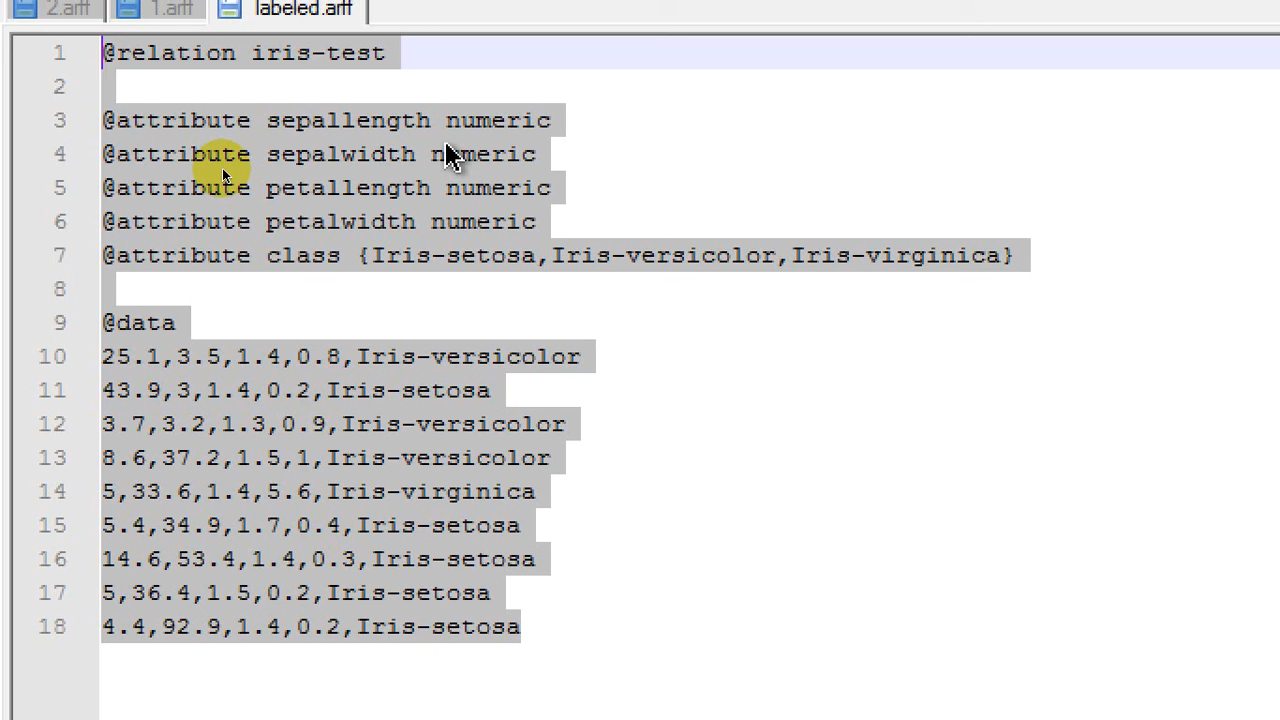 2.arff 1.arff labeled.arff
1 @relation iris-test
2
3 @attribute sepallength numeric
4 @attribute sepalwidth numeric
5 @attribute petallength numeric
6 @attribute petalwidth numeric
7 @attribute class {Iris-setosa,Iris-versicolor,Iris-virginica}
8
9 @data
10 25.1,3.5,1.4,0.8,Iris-versicolor
11 43.9,3,1.4,0.2,Iris-setosa
12 3.7,3.2,1.3,0.9,Iris-versicolor
13 8.6,37.2,1.5,1,Iris-versicolor
14 5,33.6,1.4,5.6,Iris-virginica
15 5.4,34.9,1.7,0.4,Iris-setosa
16 14.6,53.4,1.4,0.3,Iris-setosa
17 5,36.4,1.5,0.2,Iris-setosa
18 4.4,92.9,1.4,0.2,Iris-setosa